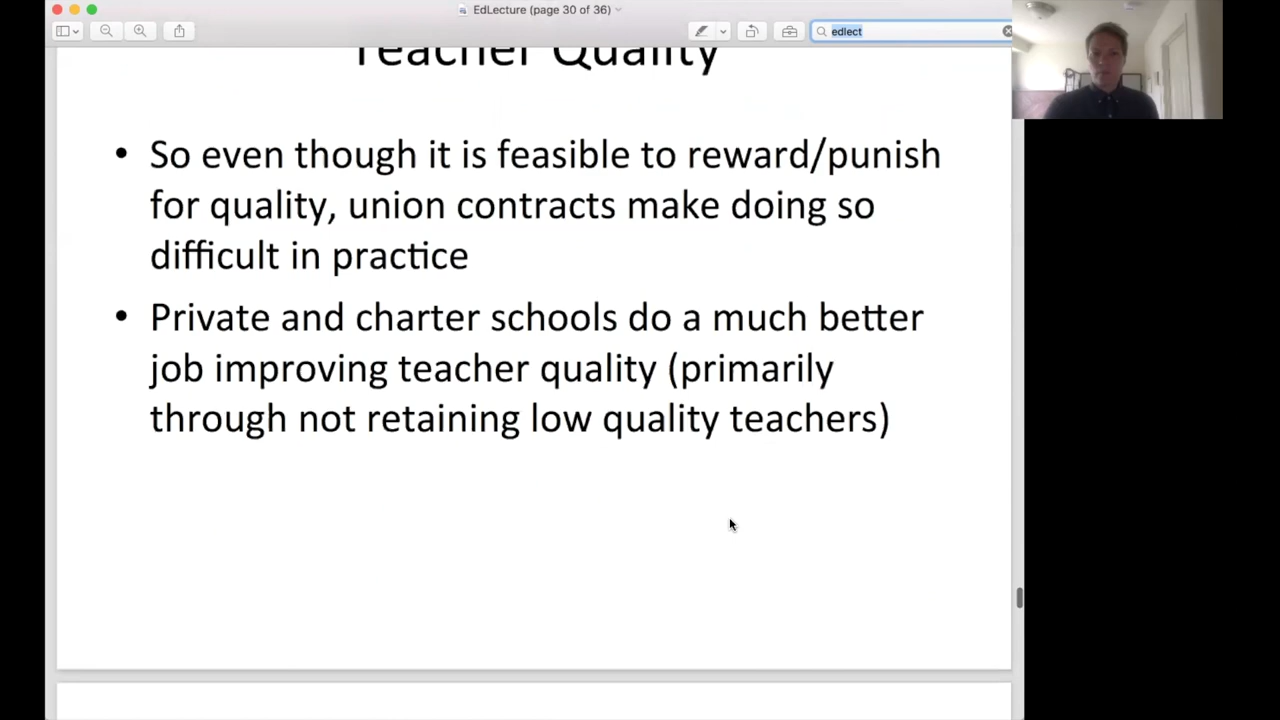 EdLecture (page 30 of 36)
edlect
Teacher Quality
• So even though it is feasible to reward/punish
for quality, union contracts make doing so
difficult in practice
• Private and charter schools do a much better
job improving teacher quality (primarily
through not retaining low quality teachers)